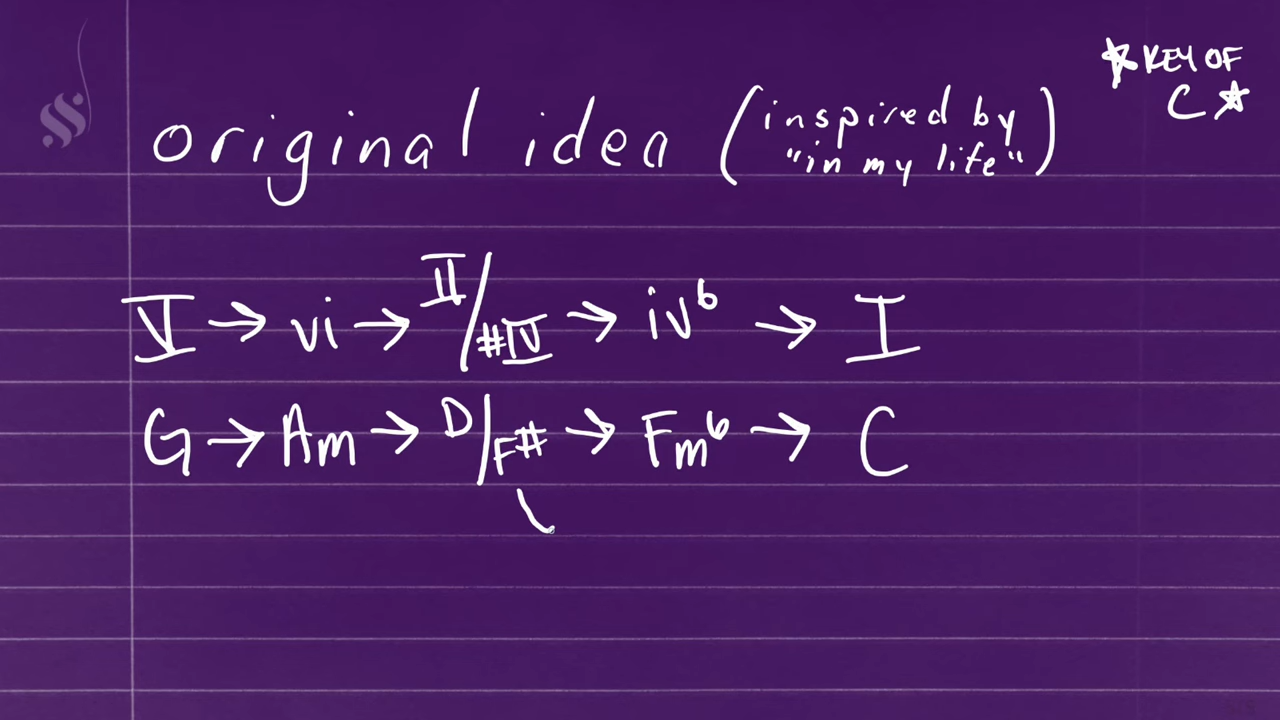 ★ KEY OF
C ★
original idea (inspired by
"in my life")
V → vi → II/#IV → iv⁶ → I
G → Am → D/F# → Fm⁶ → C